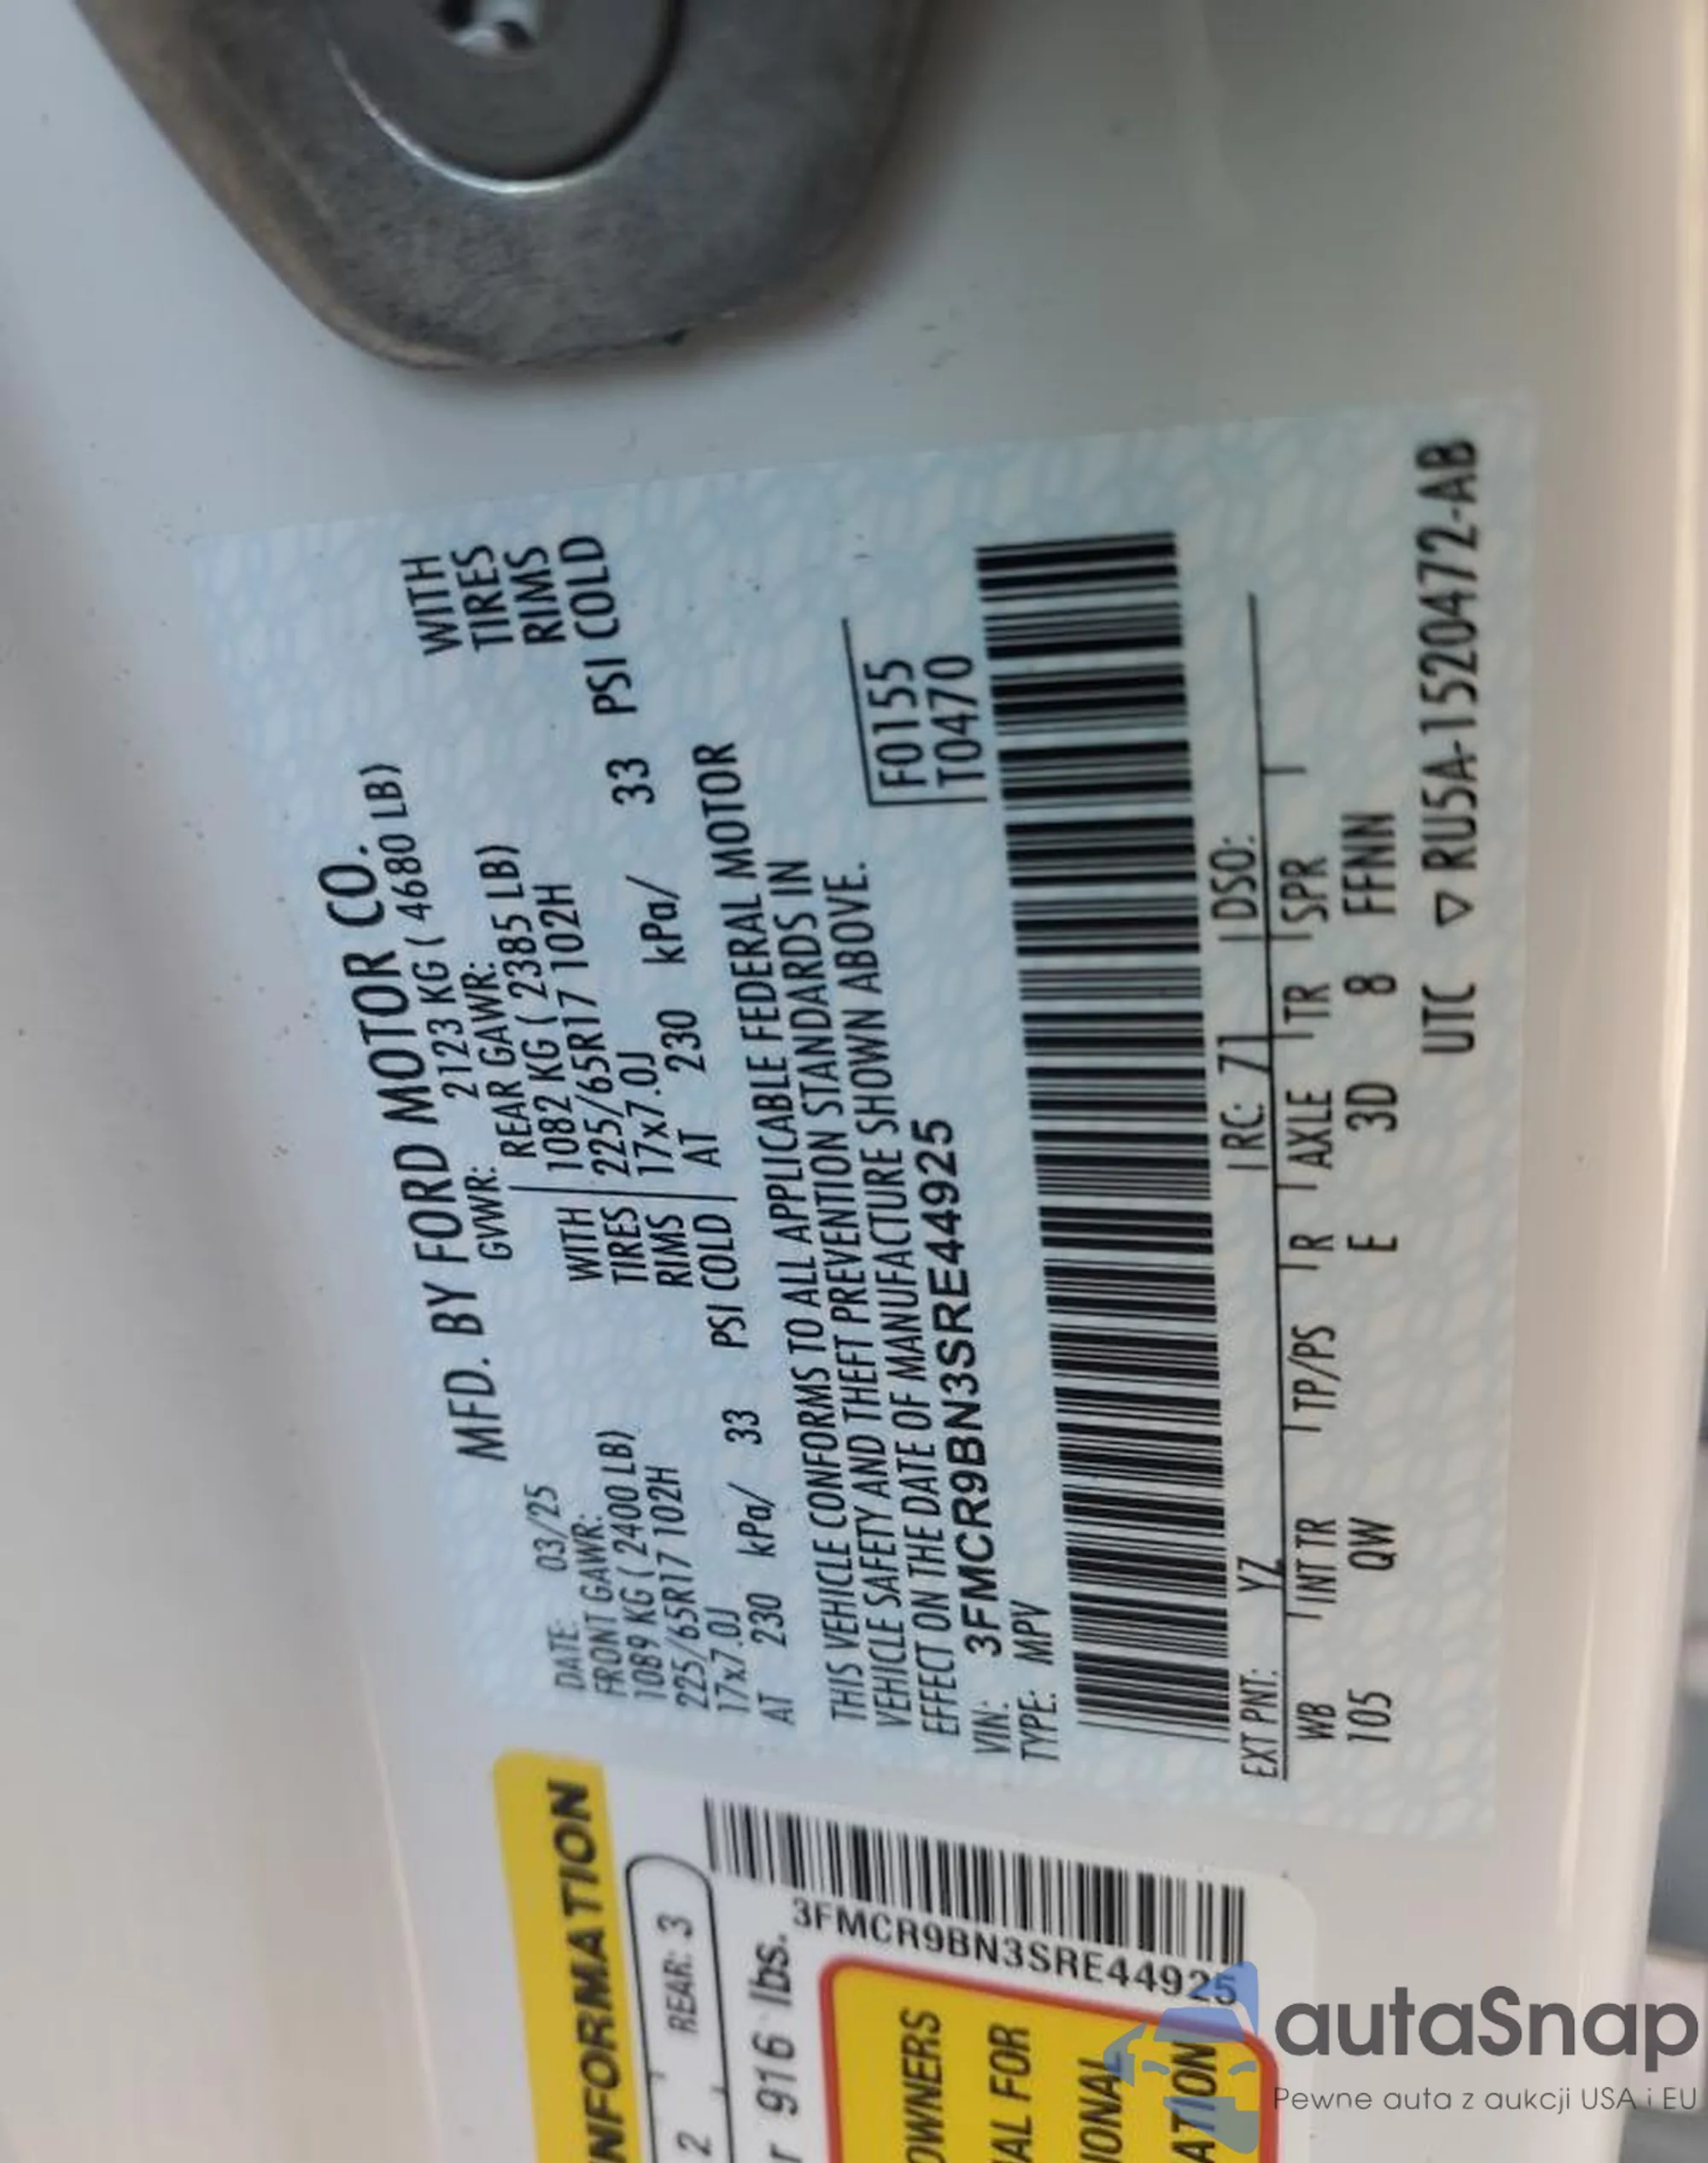 MFD. BY FORD MOTOR CO.
DATE: 03/25 GVWR: 2123 KG ( 4680 LB)
FRONT GAWR: REAR GAWR:
1089 KG ( 2400 LB) WITH 1082 KG ( 2385 LB) WITH
225/65R17 102H TIRES 225/65R17 102H TIRES
17x7.0J RIMS 17x7.0J RIMS
AT 230 kPa/ 33 PSI COLD AT 230 kPa/ 33 PSI COLD
THIS VEHICLE CONFORMS TO ALL APPLICABLE FEDERAL MOTOR
VEHICLE SAFETY AND THEFT PREVENTION STANDARDS IN
EFFECT ON THE DATE OF MANUFACTURE SHOWN ABOVE.
VIN: 3FMCR9BN3SRE44925
TYPE: MPV
F0155
T0470
EXT PNT: YZ RC: 71 DSO:
WB INT TR TP/PS R AXLE TR SPR
105 QW E 3D 8 FFNN
UTC ▽ RU5A-1520472-AB
INFORMATION
2 REAR: 3
r 916 lbs.
3FMCR9BN3SRE44925
OWNERS
AL FOR
IONAL
ATION
autaSnap
Pewne auta z aukcji USA i EU